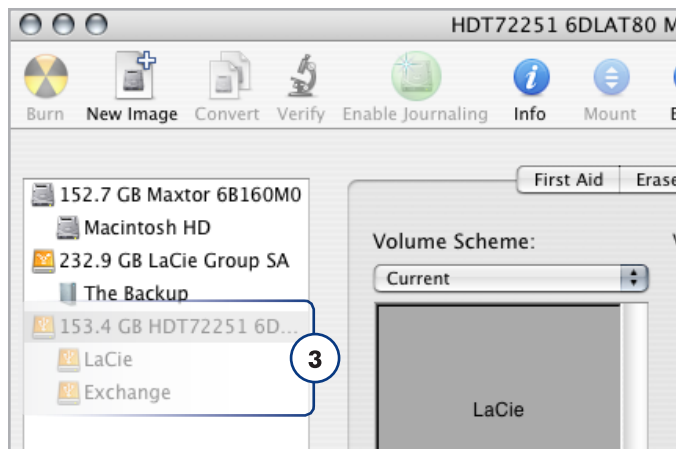 HDT72251 6DLAT80 M
Burn New Image Convert Verify Enable Journaling Info Mount E
First Aid Erase
152.7 GB Maxtor 6B160M0
Macintosh HD
232.9 GB LaCie Group SA
The Backup
153.4 GB HDT72251 6D...
LaCie
Exchange
3
Volume Scheme:
Current
LaCie